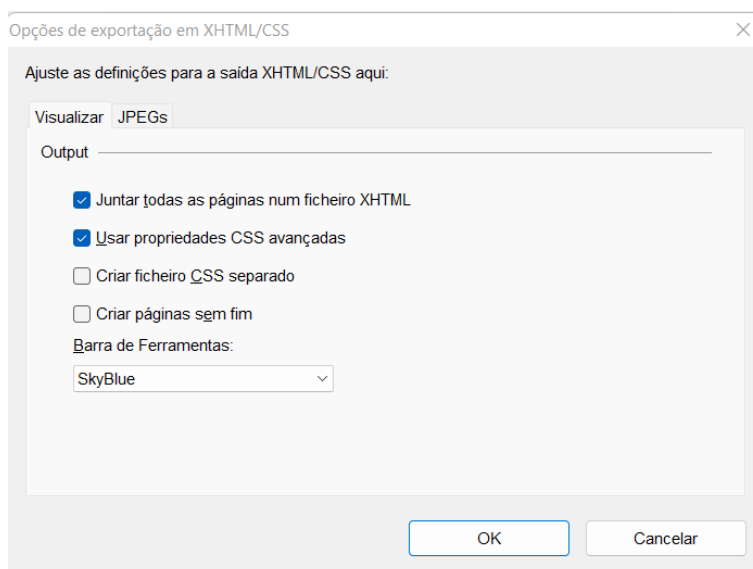 Opções de exportação em XHTML/CSS
Ajuste as definições para a saída XHTML/CSS aqui:
Visualizar JPEGs
Output
Juntar todas as páginas num ficheiro XHTML
Usar propriedades CSS avançadas
Criar ficheiro CSS separado
Criar páginas sem fim
Barra de Ferramentas:
SkyBlue
OK Cancelar